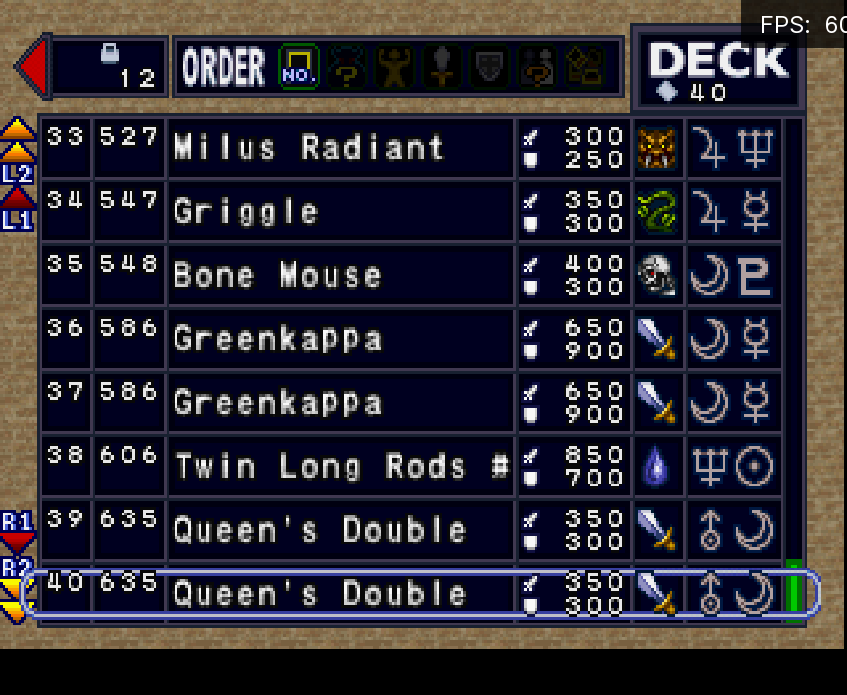 FPS: 60
12
ORDER
NO.
DECK
40
33 527 Milus Radiant 300 250
34 547 Griggle 350 300
35 548 Bone Mouse 400 300
36 586 Greenkappa 650 900
37 586 Greenkappa 650 900
38 606 Twin Long Rods # 850 700
39 635 Queen's Double 350 300
40 635 Queen's Double 350 300
L2
L1
R1
R2